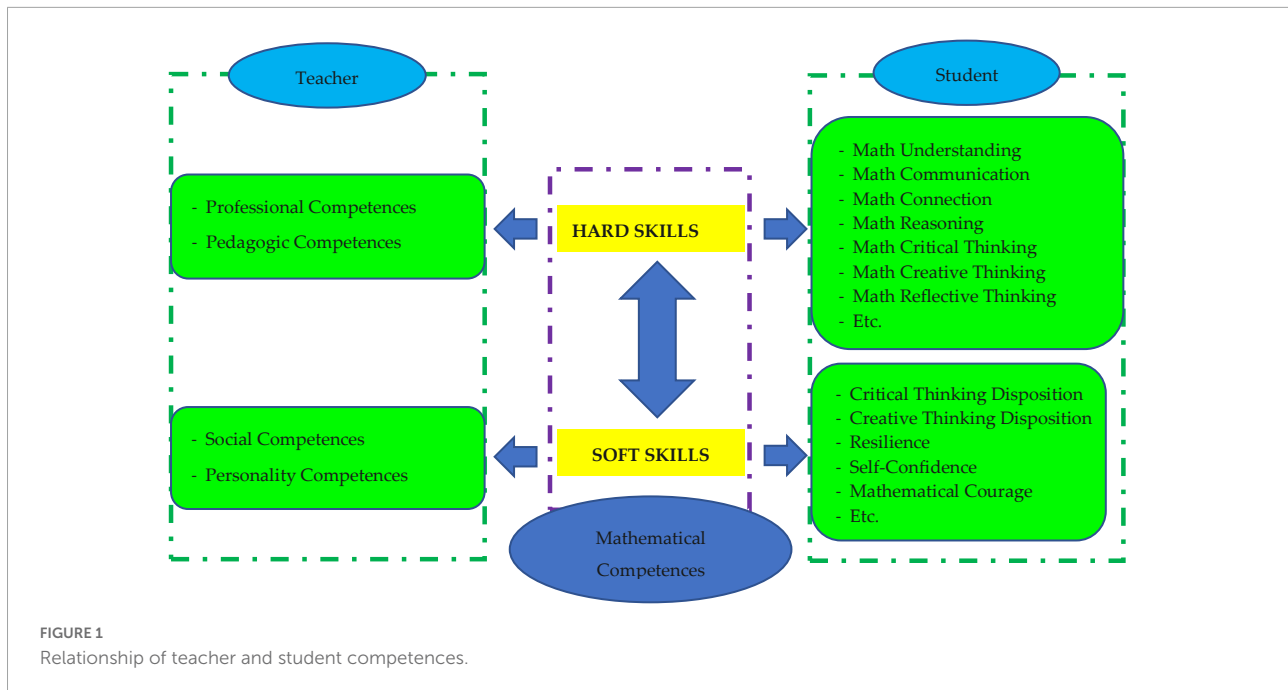 Teacher
Student
- Professional Competences
- Pedagogic Competences
HARD SKILLS
- Math Understanding
- Math Communication
- Math Connection
- Math Reasoning
- Math Critical Thinking
- Math Creative Thinking
- Math Reflective Thinking
- Etc.
- Social Competences
- Personality Competences
SOFT SKILLS
- Critical Thinking Disposition
- Creative Thinking Disposition
- Resilience
- Self-Confidence
- Mathematical Courage
- Etc.
Mathematical
Competences
FIGURE 1
Relationship of teacher and student competences.